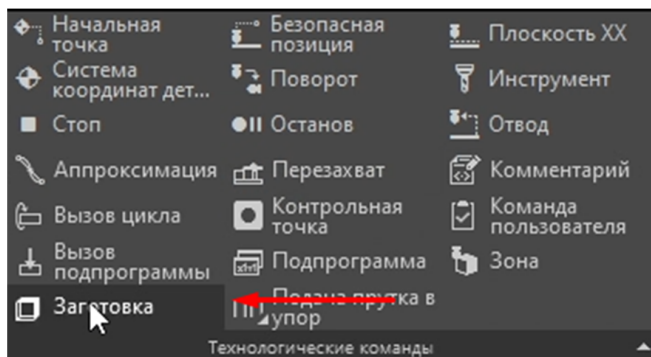 Начальная точка
Безопасная позиция
Плоскость XX
Система координат дет...
Поворот
Инструмент
Стоп
Останов
Отвод
Аппроксимация
Перезахват
Комментарий
Вызов цикла
Контрольная точка
Команда пользователя
Вызов подпрограммы
Подпрограмма
Зона
Заготовка
Подача прутка в упор
Технологические команды